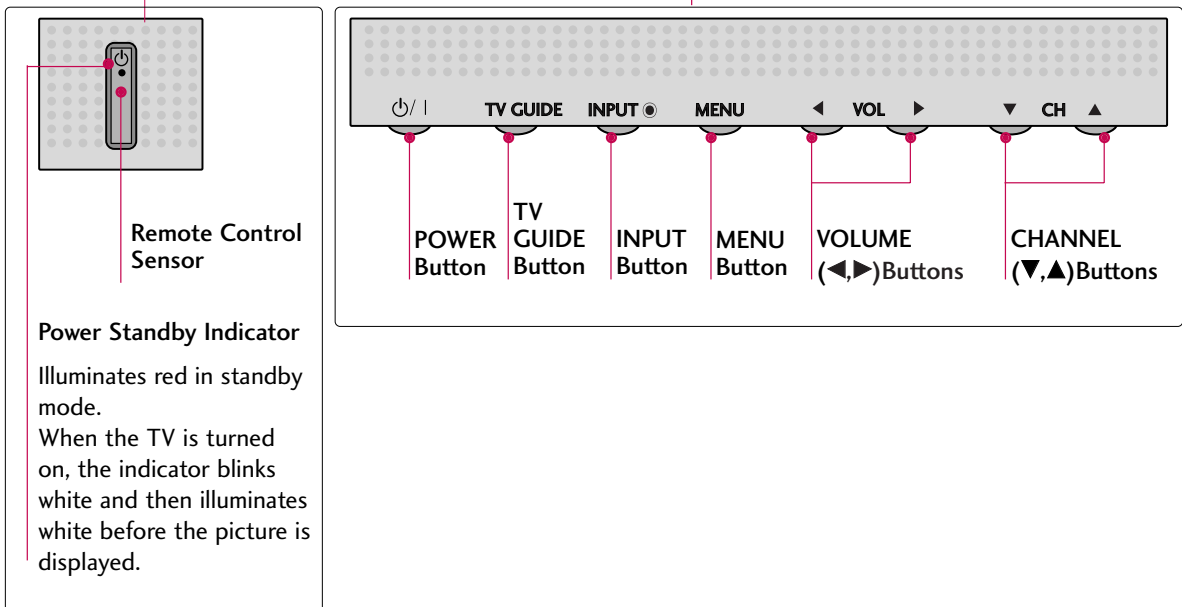 Remote Control
Sensor
Power Standby Indicator
Illuminates red in standby
mode.
When the TV is turned
on, the indicator blinks
white and then illuminates
white before the picture is
displayed.
⏻/ I TV GUIDE INPUT ◉ MENU ◀ VOL ▶ ▼ CH ▲
POWER
Button
TV
GUIDE
Button
INPUT
Button
MENU
Button
VOLUME
(◀,▶)Buttons
CHANNEL
(▼,▲)Buttons